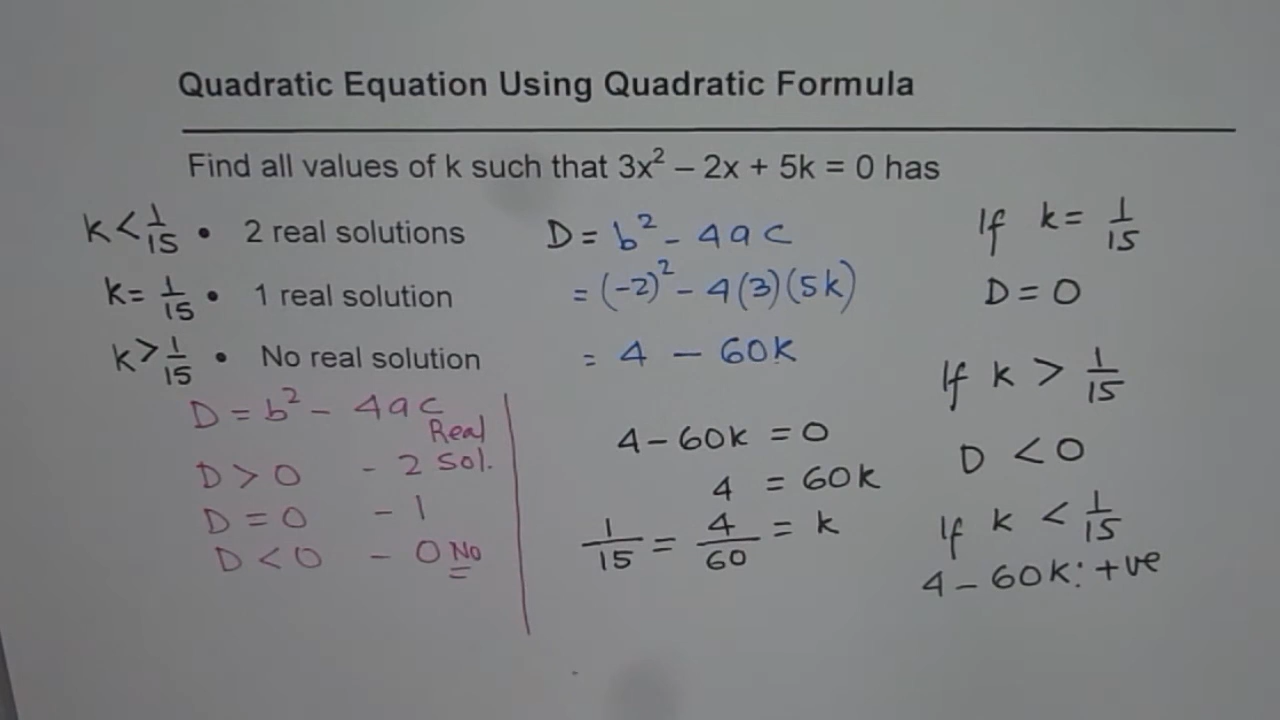 Quadratic Equation Using Quadratic Formula
Find all values of k such that 3x² – 2x + 5k = 0 has
k < 1/15 • 2 real solutions
k = 1/15 • 1 real solution
k > 1/15 • No real solution
D = b² – 4ac
Real
D > 0 - 2 Sol.
D = 0 - 1
D < 0 - 0 No
D = b² - 4ac
= (-2)² - 4(3)(5k)
= 4 - 60k
4 - 60k = 0
4 = 60k
1/15 = 4/60 = k
If k = 1/15
D = 0
If k > 1/15
D < 0
If k < 1/15
4 - 60k: +ve